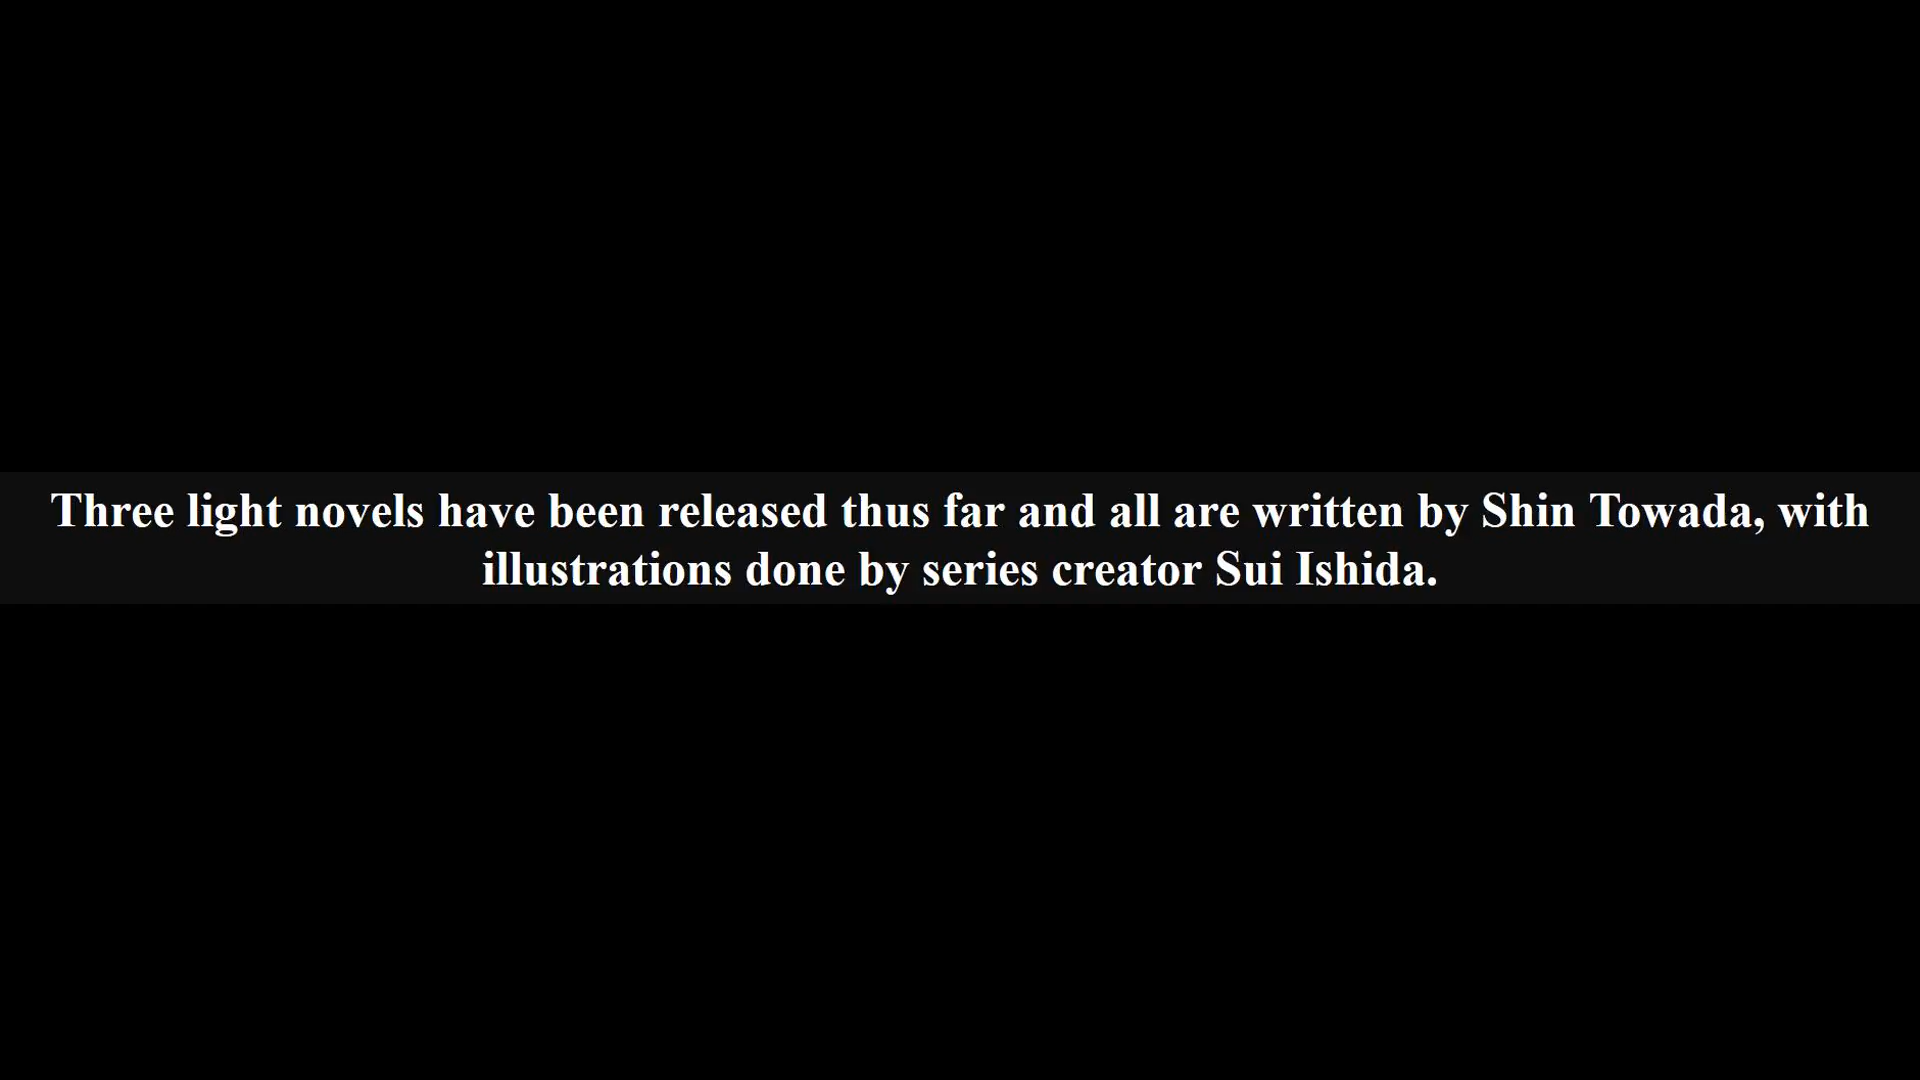 Three light novels have been released thus far and all are written by Shin Towada, with
illustrations done by series creator Sui Ishida.